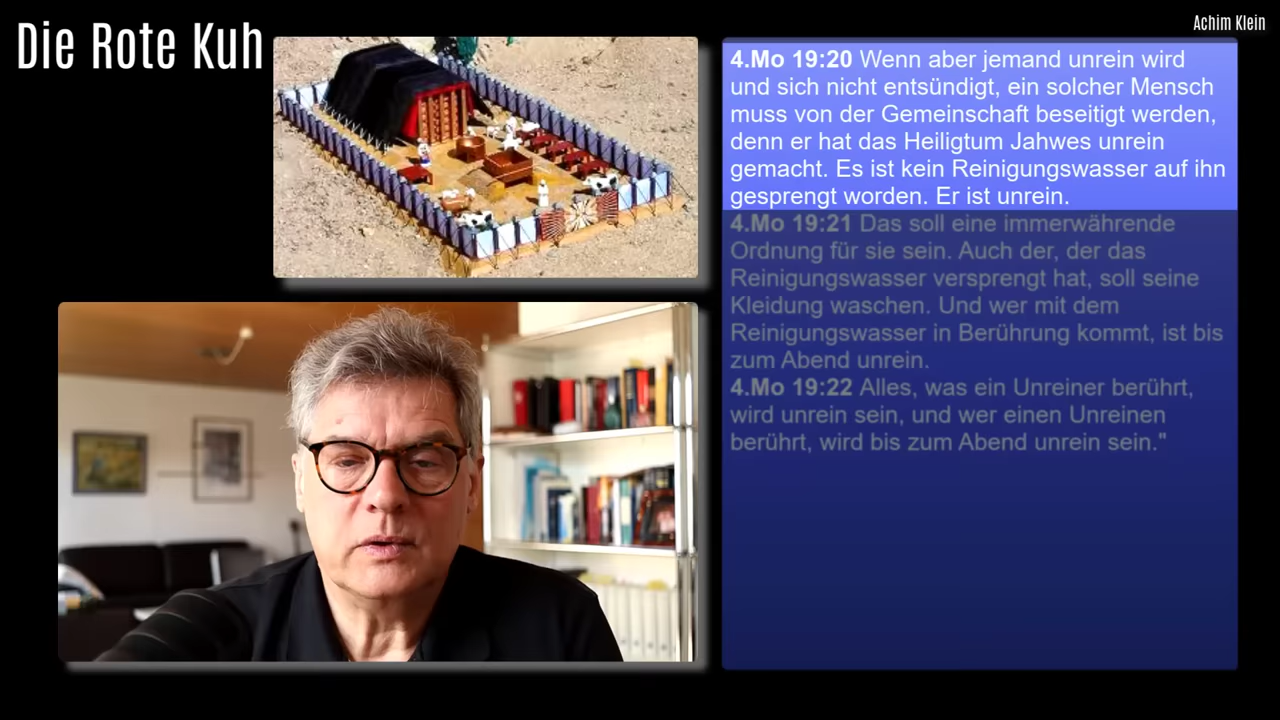 Die Rote Kuh
Achim Klein
4.Mo 19:20 Wenn aber jemand unrein wird
und sich nicht entsündigt, ein solcher Mensch
muss von der Gemeinschaft beseitigt werden,
denn er hat das Heiligtum Jahwes unrein
gemacht. Es ist kein Reinigungswasser auf ihn
gesprengt worden. Er ist unrein.
4.Mo 19:21 Das soll eine immerwährende
Ordnung für sie sein. Auch der, der das
Reinigungswasser versprengt hat, soll seine
Kleidung waschen. Und wer mit dem
Reinigungswasser in Berührung kommt, ist bis
zum Abend unrein.
4.Mo 19:22 Alles, was ein Unreiner berührt,
wird unrein sein, und wer einen Unreinen
berührt, wird bis zum Abend unrein sein."